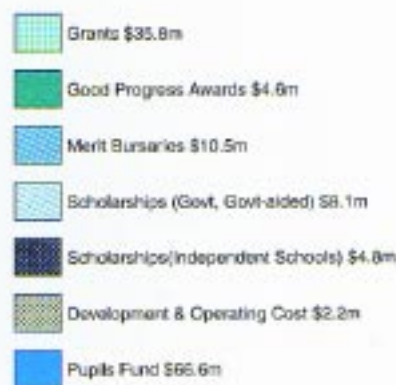 Grants $35.8m
Good Progress Awards $4.6m
Merit Bursaries $10.5m
Scholarships (Govt, Govt-aided) $8.1m
Scholarships(Independent Schools) $4.8m
Development & Operating Cost $2.2m
Pupils Fund $66.6m